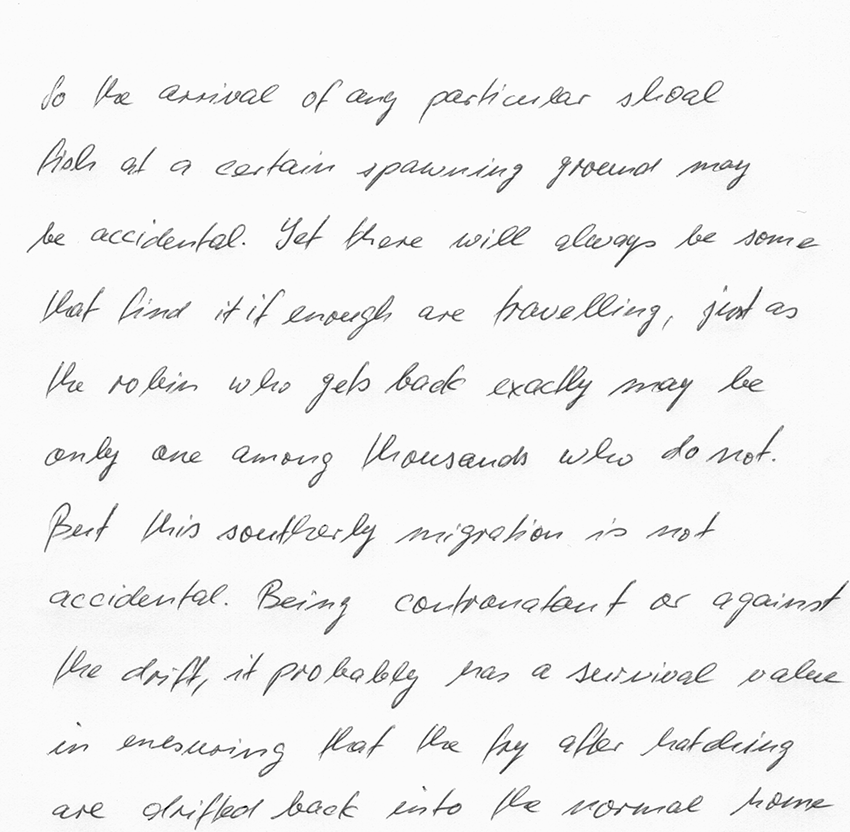 So the arrival of any particular shoal
fish at a certain spawning ground may
be accidental. Yet there will always be some
that find it if enough are travelling, just as
the robin who gets back exactly may be
only one among thousands who do not.
But this southerly migration is not
accidental. Being contranatant or against
the drift, it probably has a survival value
in enesuring that the fry after hatching
are drifted back into the normal home